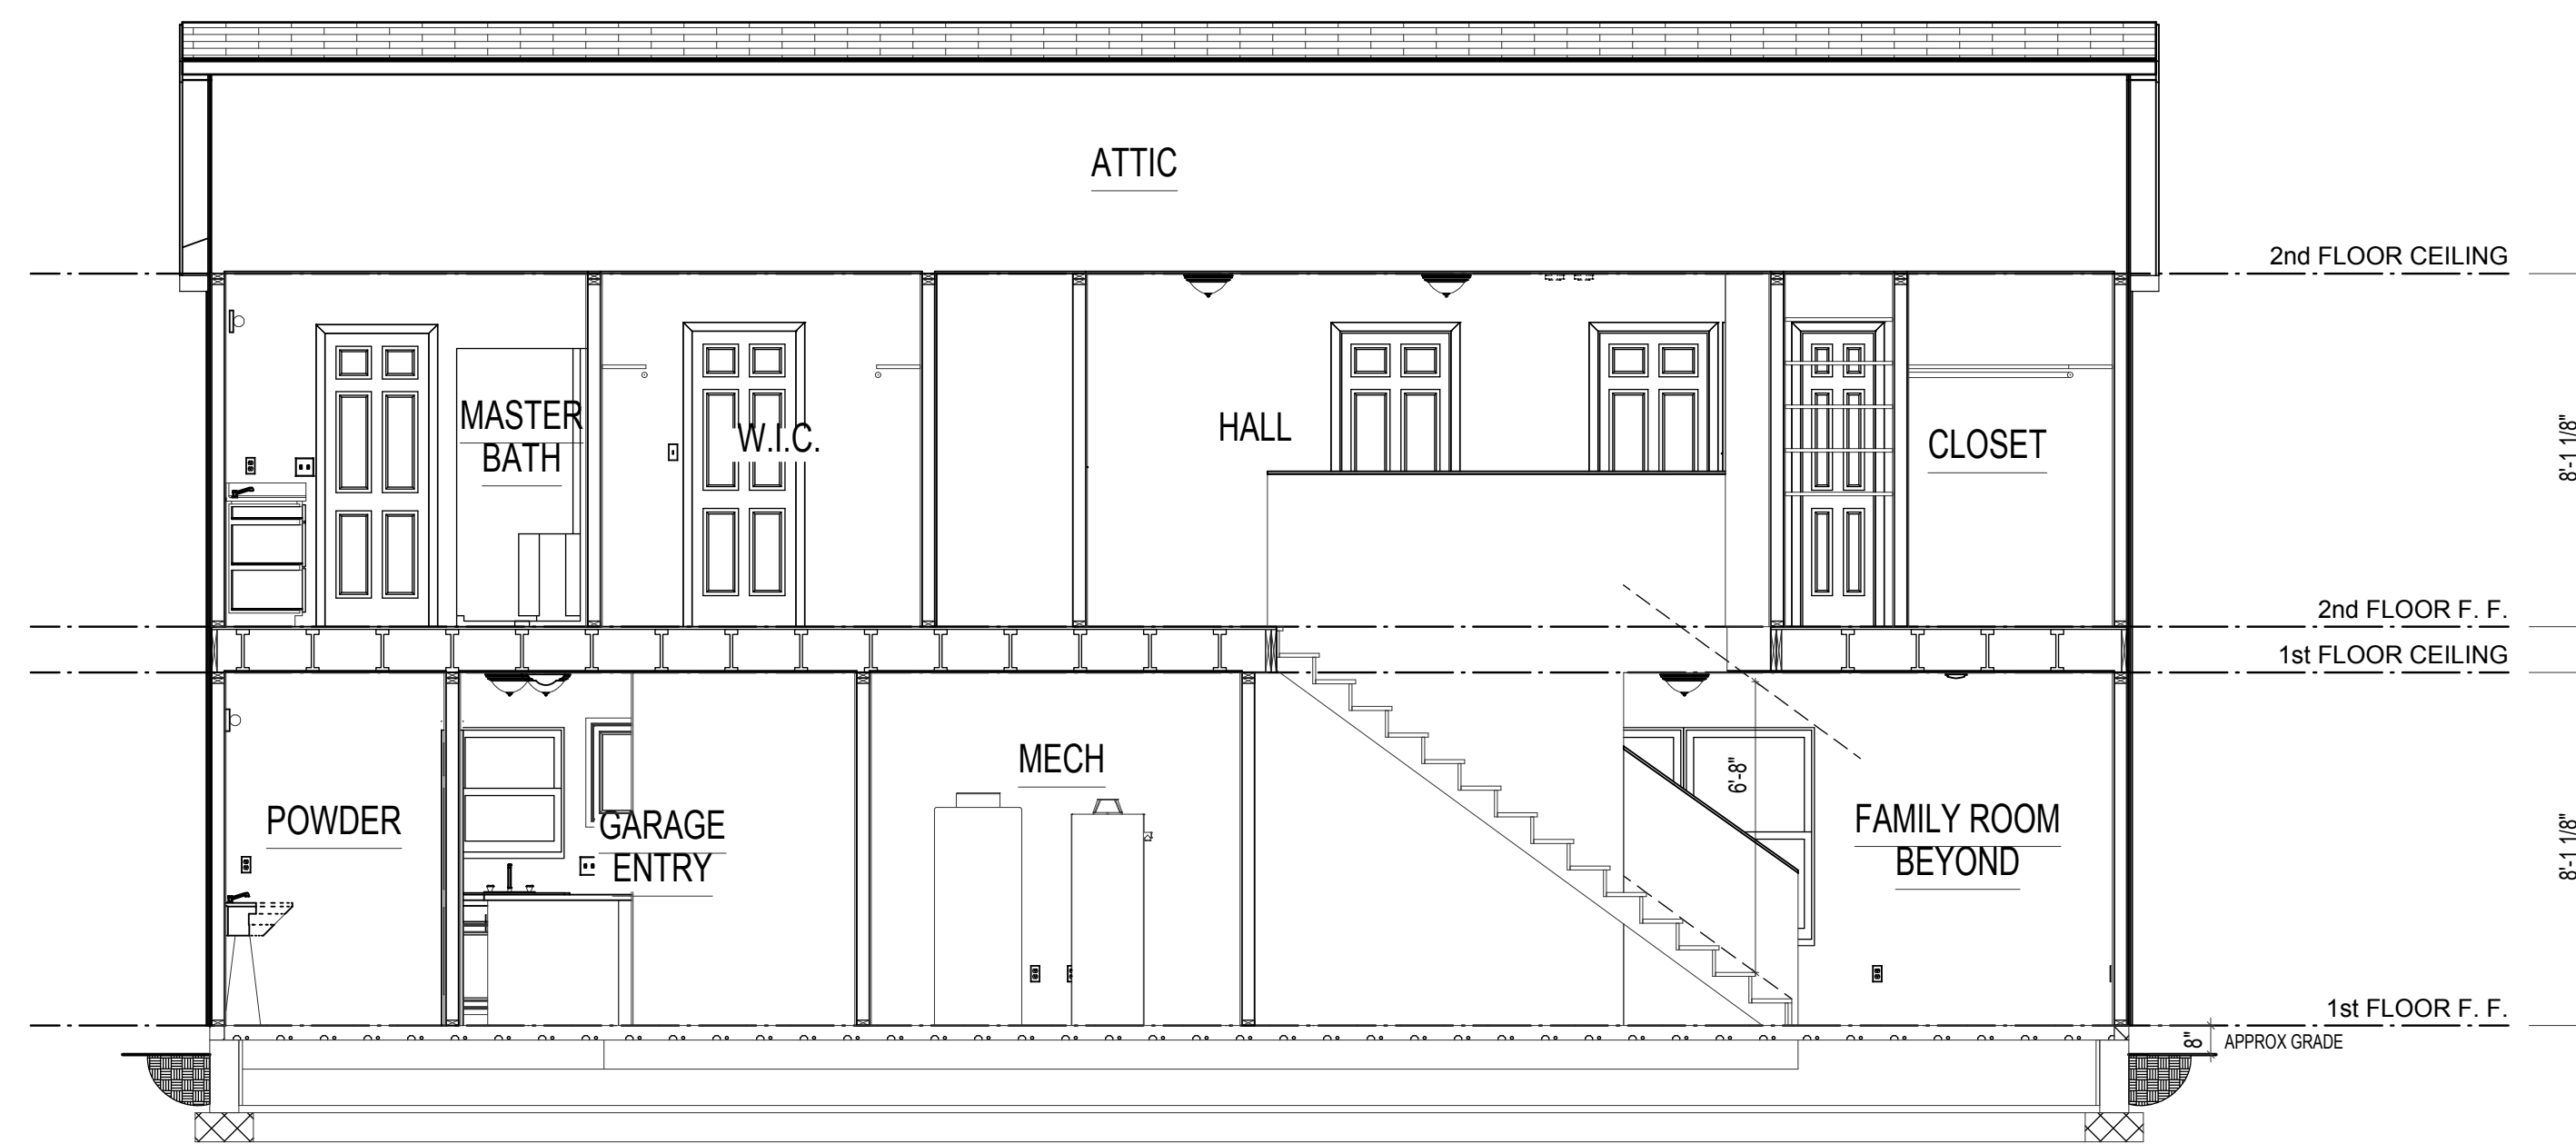 ATTIC
2nd FLOOR CEILING
MASTER
BATH
W.I.C.
HALL
CLOSET
8'-1 1/8"
2nd FLOOR F. F.
1st FLOOR CEILING
POWDER
GARAGE
ENTRY
MECH
6'-8"
FAMILY ROOM
BEYOND
8'-1 1/8"
1st FLOOR F. F.
8"
APPROX GRADE